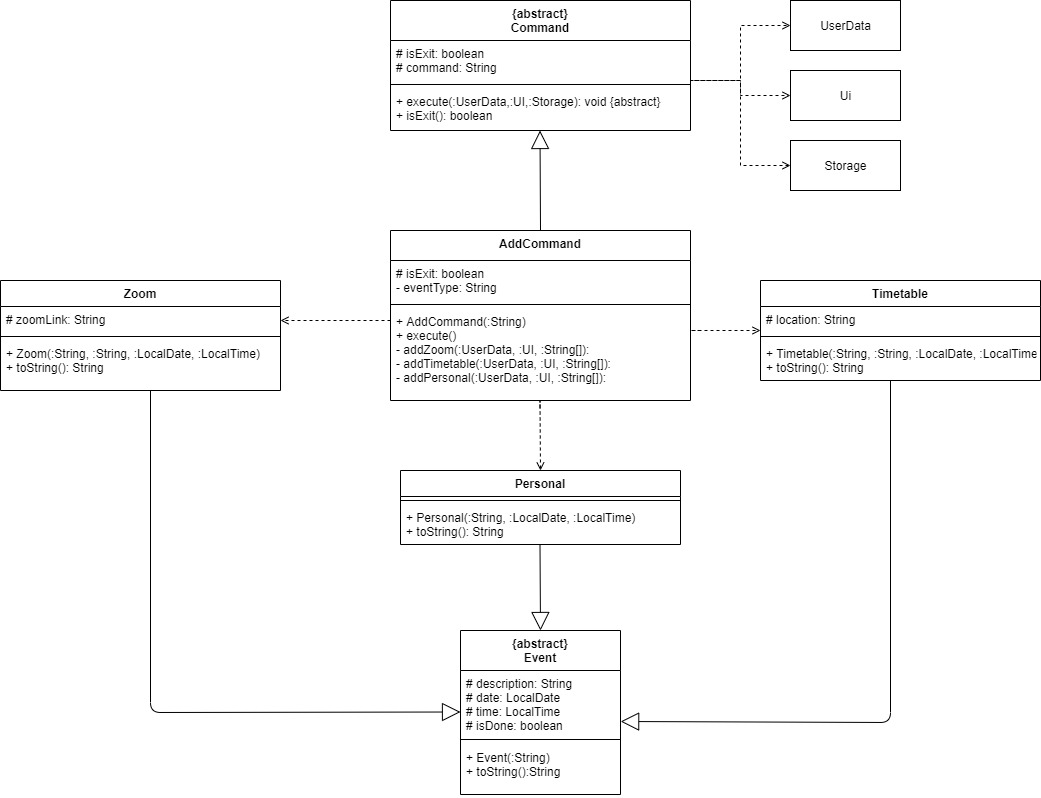 {abstract}
Command
# isExit: boolean
# command: String
+ execute(:UserData,:UI,:Storage): void {abstract}
+ isExit(): boolean
UserData
Ui
Storage
AddCommand
# isExit: boolean
- eventType: String
+ AddCommand(:String)
+ execute()
- addZoom(:UserData, :UI, :String[]):
- addTimetable(:UserData, :UI, :String[]):
- addPersonal(:UserData, :UI, :String[]):
Zoom
# zoomLink: String
+ Zoom(:String, :String, :LocalDate, :LocalTime)
+ toString(): String
Timetable
# location: String
+ Timetable(:String, :String, :LocalDate, :LocalTime
+ toString(): String
Personal
+ Personal(:String, :LocalDate, :LocalTime)
+ toString(): String
{abstract}
Event
# description: String
# date: LocalDate
# time: LocalTime
# isDone: boolean
+ Event(:String)
+ toString():String